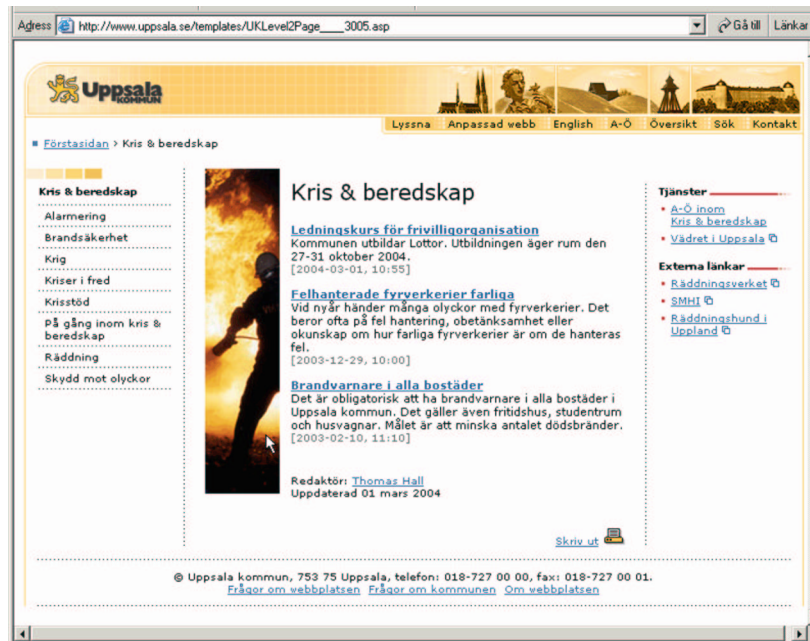 Adress http://www.uppsala.se/templates/UKLevel2Page____3005.asp Gå till Länkar
Uppsala
KOMMUN
Lyssna Anpassad webb English A-Ö Översikt Sök Kontakt
Förstasidan > Kris & beredskap
Kris & beredskap
Alarmering
Brandsäkerhet
Krig
Kriser i fred
Krisstöd
På gång inom kris &
beredskap
Räddning
Skydd mot olyckor
Kris & beredskap
Ledningskurs för frivilligorganisation
Kommunen utbildar Lottor. Utbildningen äger rum den
27-31 oktober 2004.
[2004-03-01, 10:55]
Felhanterade fyrverkerier farliga
Vid nyår händer många olyckor med fyrverkerier. Det
beror ofta på fel hantering, obetänksamhet eller
okunskap om hur farliga fyrverkerier är om de hanteras
fel.
[2003-12-29, 10:00]
Brandvarnare i alla bostäder
Det är obligatorisk att ha brandvarnare i alla bostäder i
Uppsala kommun. Det gäller även fritidshus, studentrum
och husvagnar. Målet är att minska antalet dödsbränder.
[2003-02-10, 11:10]
Redaktör: Thomas Hall
Uppdaterad 01 mars 2004
Skriv ut
Tjänster
A-Ö inom
Kris & beredskap
Vädret i Uppsala
Externa länkar
Räddningsverket
SMHI
Räddningshund i
Uppland
© Uppsala kommun, 753 75 Uppsala, telefon: 018-727 00 00, fax: 018-727 00 01.
Frågor om webbplatsen Frågor om kommunen Om webbplatsen